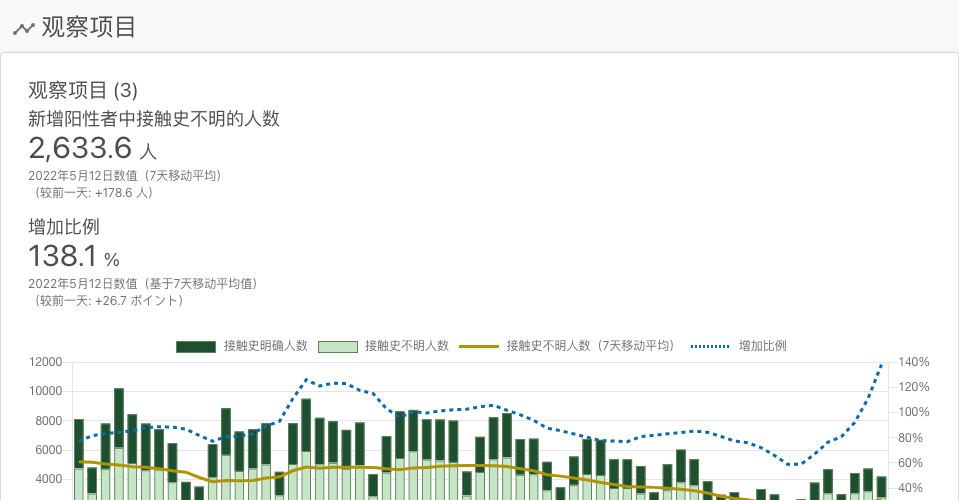 观察项目
观察项目 (3)
新增阳性者中接触史不明的人数
2,633.6 人
2022年5月12日数值（7天移动平均）
（较前一天: +178.6 人）
增加比例
138.1 %
2022年5月12日数值（基于7天移动平均值）
（较前一天: +26.7 ポイント）
接触史明确人数 接触史不明人数 接触史不明人数（7天移动平均） 增加比例
12000 140%
10000 120%
8000 100%
6000 80%
4000 60%
40%